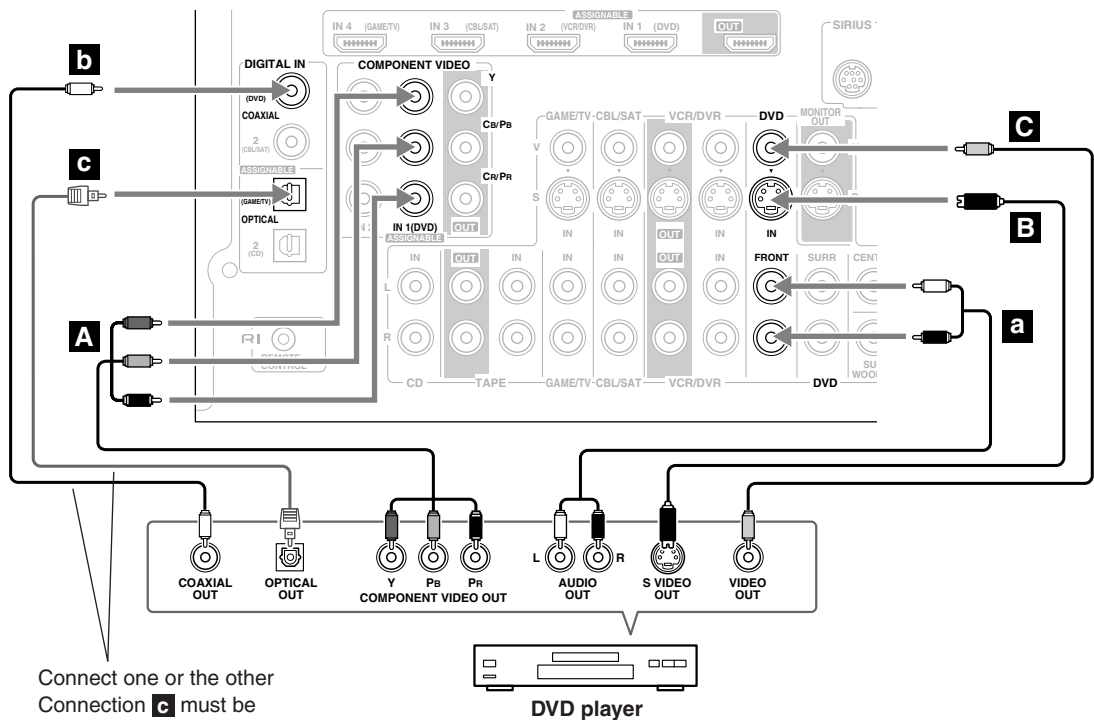 ASSIGNABLE
IN 4 (GAME/TV) IN 3 (CBL/SAT) IN 2 (VCR/DVR) IN 1 (DVD) OUT
SIRIUS
b
DIGITAL IN
COMPONENT VIDEO
(DVD)
COAXIAL
Y
2
(CBL/SAT)
CB/PB
GAME/TV CBL/SAT VCR/DVR DVD MONITOR OUT
C
V
c
ASSIGNABLE
(GAME/TV)
OPTICAL
CR/PR
S
B
2
(CD)
IN 1(DVD) OUT
ASSIGNABLE
IN IN OUT IN IN
IN OUT IN IN IN OUT IN FRONT SURR CENT
L
a
A
RI
REMOTE
CONTROL
R
SU
WOO
CD TAPE GAME/TV CBL/SAT VCR/DVR DVD
COAXIAL
OUT
OPTICAL
OUT
Y PB PR
COMPONENT VIDEO OUT
L R
AUDIO
OUT
S VIDEO
OUT
VIDEO
OUT
Connect one or the other
Connection c must be
DVD player